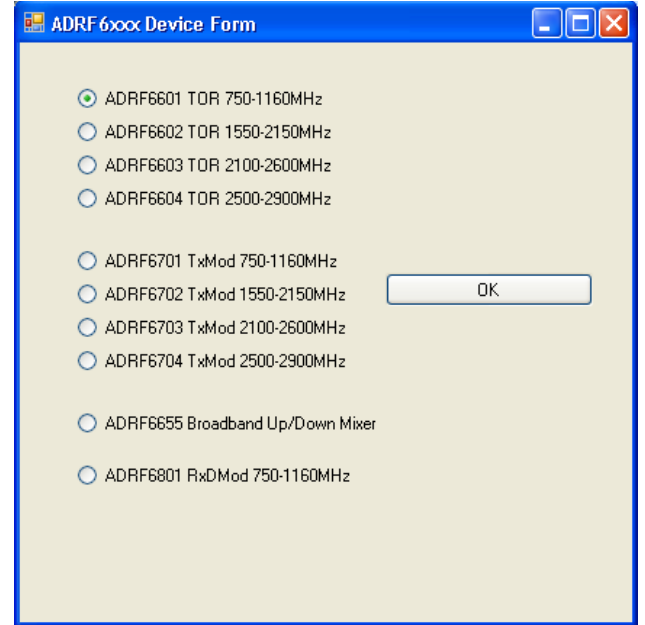 ADRF6xxx Device Form
ADRF6601 TOR 750-1160MHz
ADRF6602 TOR 1550-2150MHz
ADRF6603 TOR 2100-2600MHz
ADRF6604 TOR 2500-2900MHz
ADRF6701 TxMod 750-1160MHz
ADRF6702 TxMod 1550-2150MHz
OK
ADRF6703 TxMod 2100-2600MHz
ADRF6704 TxMod 2500-2900MHz
ADRF6655 Broadband Up/Down Mixer
ADRF6801 RxDMod 750-1160MHz